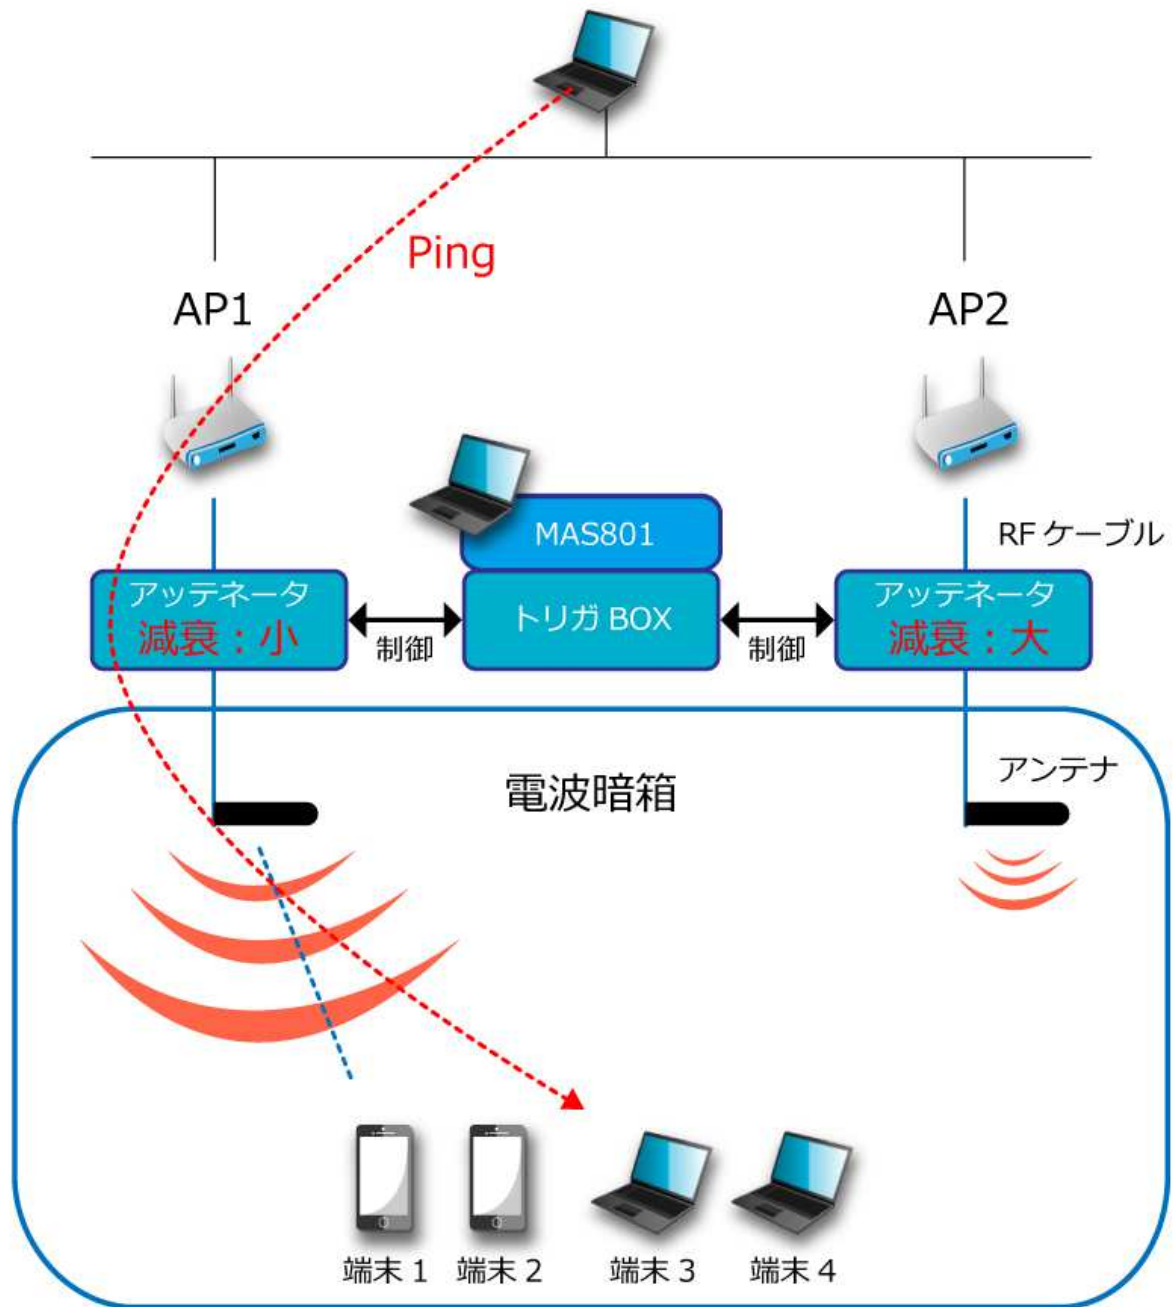 Ping
AP1
AP2
MAS801
RF ケーブル
アッテネータ
減衰：小
制御
トリガ BOX
制御
アッテネータ
減衰：大
電波暗箱
アンテナ
端末 1
端末 2
端末 3
端末 4